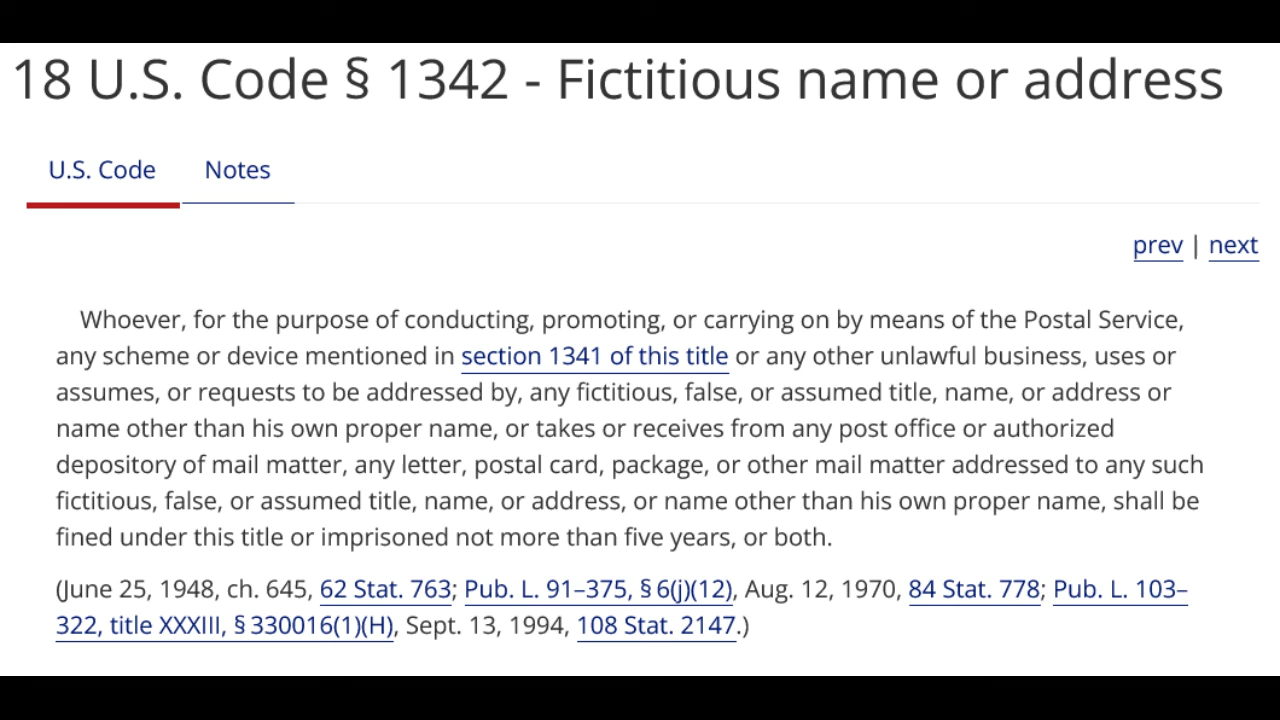 18 U.S. Code § 1342 - Fictitious name or address
U.S. Code Notes
prev | next
Whoever, for the purpose of conducting, promoting, or carrying on by means of the Postal Service,
any scheme or device mentioned in section 1341 of this title or any other unlawful business, uses or
assumes, or requests to be addressed by, any fictitious, false, or assumed title, name, or address or
name other than his own proper name, or takes or receives from any post office or authorized
depository of mail matter, any letter, postal card, package, or other mail matter addressed to any such
fictitious, false, or assumed title, name, or address, or name other than his own proper name, shall be
fined under this title or imprisoned not more than five years, or both.
(June 25, 1948, ch. 645, 62 Stat. 763; Pub. L. 91–375, § 6(j)(12), Aug. 12, 1970, 84 Stat. 778; Pub. L. 103–
322, title XXXIII, § 330016(1)(H), Sept. 13, 1994, 108 Stat. 2147.)